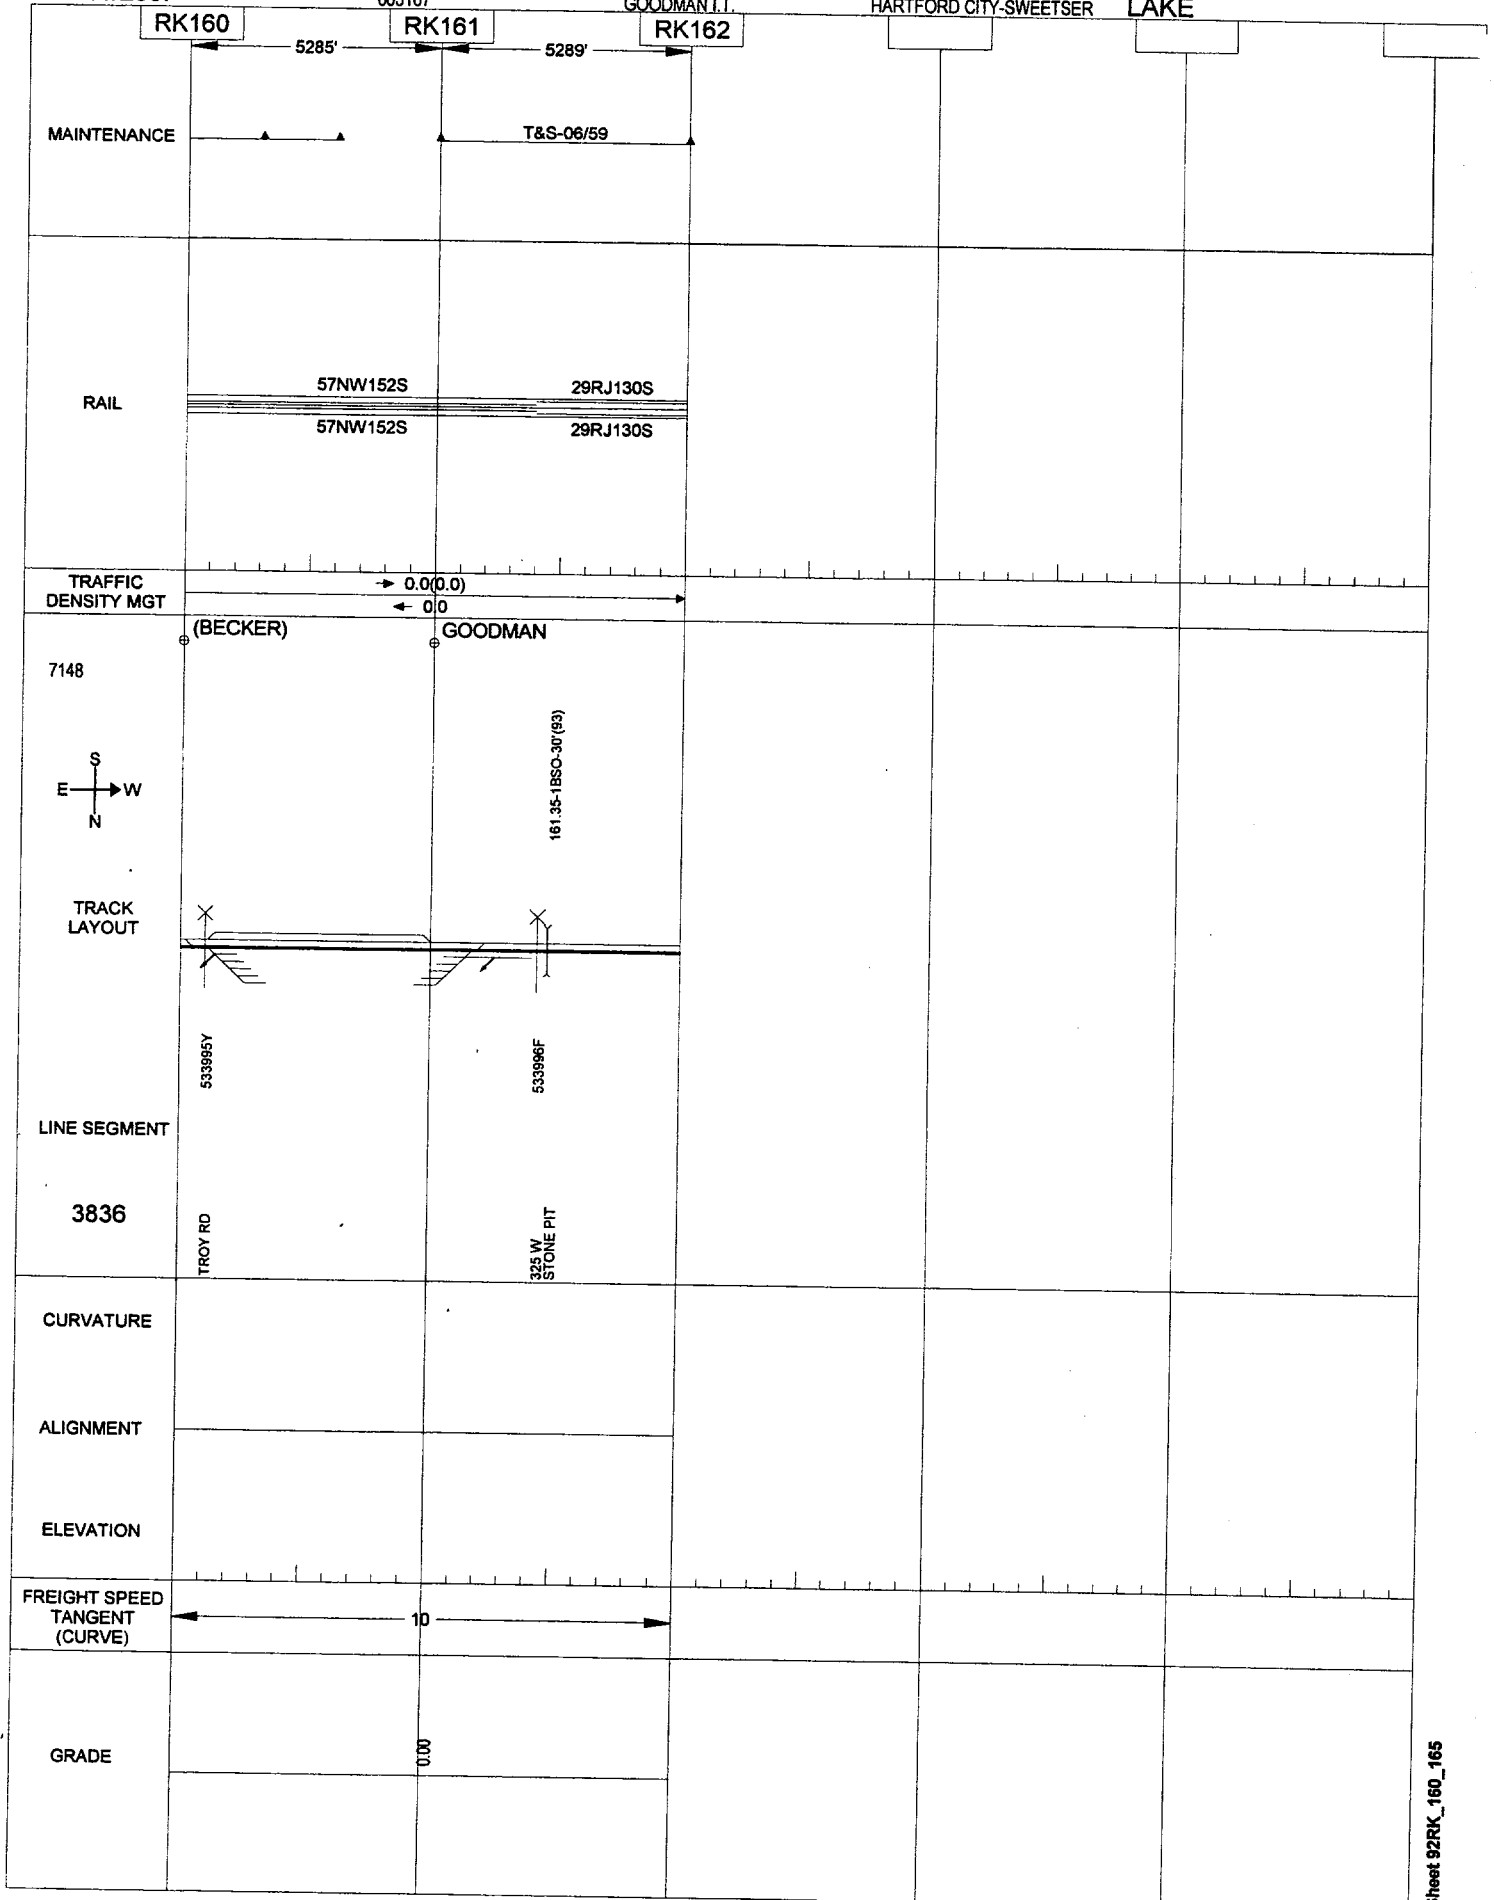 GOODMAN I.T.
HARTFORD CITY-SWEETSER
LAKE
RK160
RK161
RK162
5285'
5289'
MAINTENANCE
T&S-06/59
57NW152S
29RJ130S
RAIL
57NW152S
29RJ130S
TRAFFIC
DENSITY MGT
0.0(0.0)
0.0
(BECKER)
GOODMAN
7148
S
E
W
N
161.35-1BSO-30'(93)
TRACK
LAYOUT
533995Y
533996F
LINE SEGMENT
3836
TROY RD
325 W
STONE PIT
CURVATURE
ALIGNMENT
ELEVATION
FREIGHT SPEED
TANGENT
(CURVE)
10
GRADE
0.00
Sheet 92RK_160_165